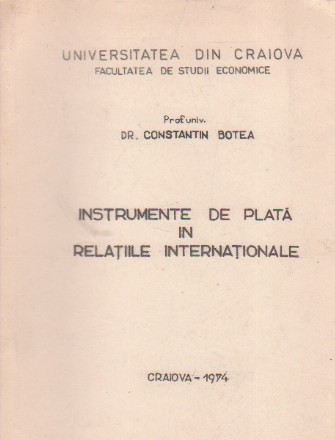 UNIVERSITATEA DIN CRAIOVA
FACULTATEA DE STUDII ECONOMICE
Prof.univ.
DR. CONSTANTIN BOTEA
INSTRUMENTE DE PLATĂ
IN
RELAȚIILE INTERNAȚIONALE
CRAIOVA - 1974